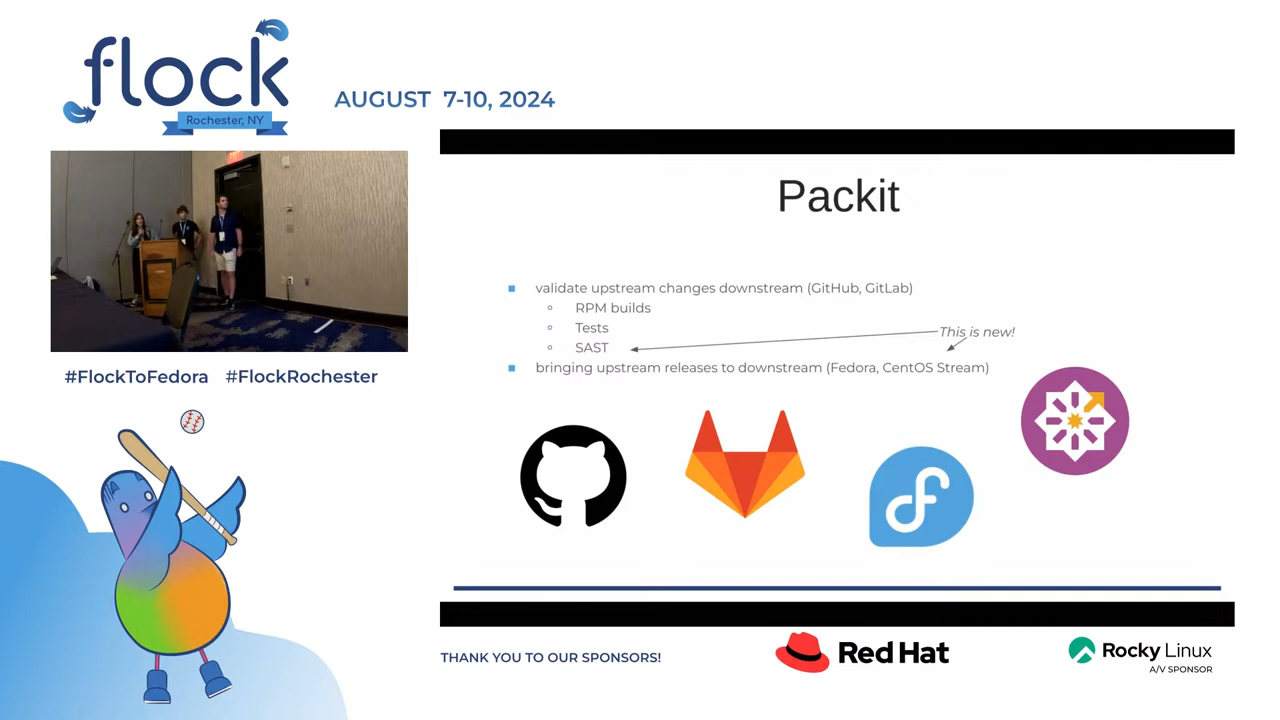 flock
Rochester, NY
AUGUST 7-10, 2024
#FlockToFedora #FlockRochester
Packit
validate upstream changes downstream (GitHub, GitLab)
RPM builds
Tests
SAST
This is new!
bringing upstream releases to downstream (Fedora, CentOS Stream)
THANK YOU TO OUR SPONSORS!
Red Hat
Rocky Linux
A/V SPONSOR